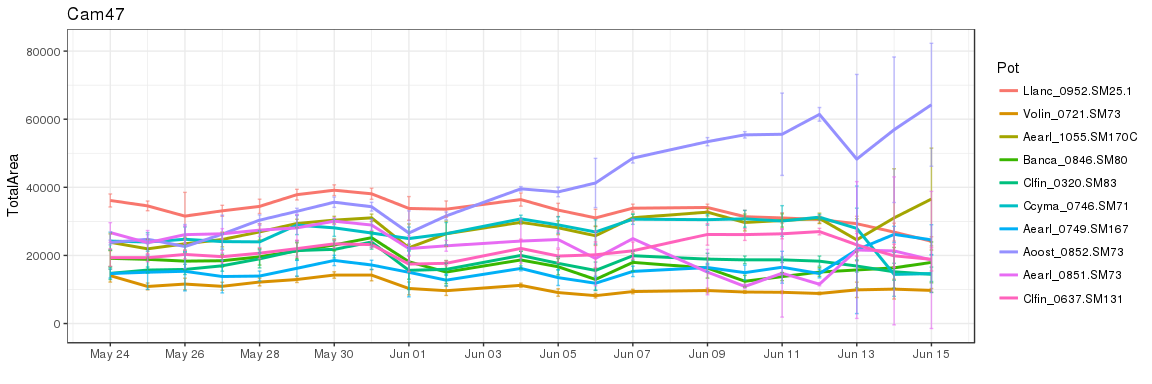 Cam47
TotalArea
80000
60000
40000
20000
0
May 24
May 26
May 28
May 30
Jun 01
Jun 03
Jun 05
Jun 07
Jun 09
Jun 11
Jun 13
Jun 15
Pot
Llanc_0952.SM25.1
Volin_0721.SM73
Aearl_1055.SM170C
Banca_0846.SM80
Clfin_0320.SM83
Ccyma_0746.SM71
Aearl_0749.SM167
Aoost_0852.SM73
Aearl_0851.SM73
Clfin_0637.SM131